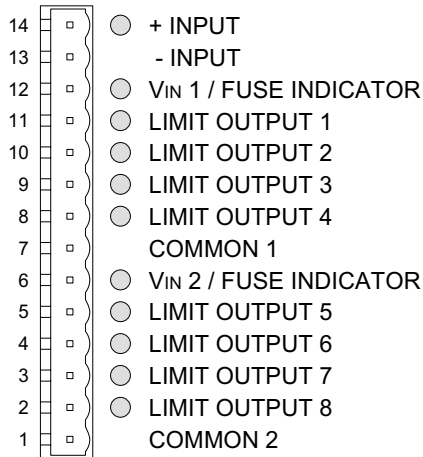 14 + INPUT
13 - INPUT
12 VIN 1 / FUSE INDICATOR
11 LIMIT OUTPUT 1
10 LIMIT OUTPUT 2
9 LIMIT OUTPUT 3
8 LIMIT OUTPUT 4
7 COMMON 1
6 VIN 2 / FUSE INDICATOR
5 LIMIT OUTPUT 5
4 LIMIT OUTPUT 6
3 LIMIT OUTPUT 7
2 LIMIT OUTPUT 8
1 COMMON 2